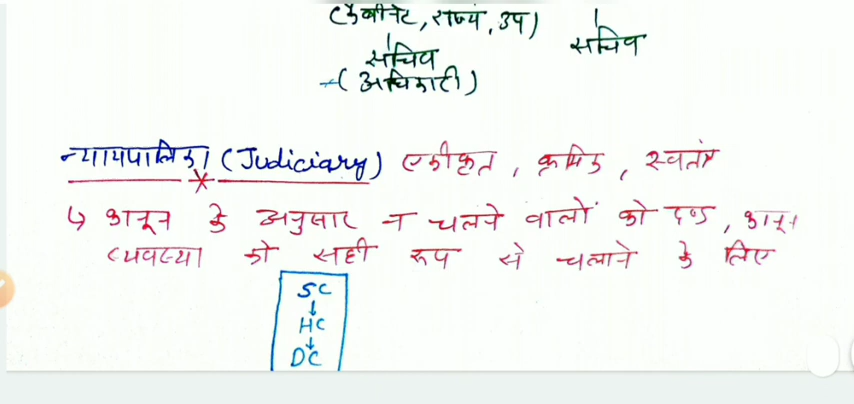 (कैबीनेट, राज्य, उप)
सचिव
सचिव
(अधिकारी)
न्यायपालिका (Judiciary) एकीकृत, क्रमिक, स्वतंत्र
↳ कानून के अनुसार न चलने वालों को दण्ड, कानून
व्यवस्था को सही रूप से चलाने के लिए
SC
↓
HC
↓
DC